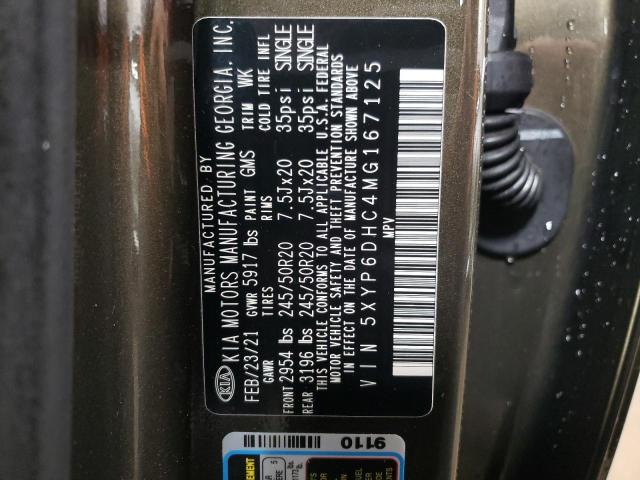 MANUFACTURED BY
KIA KIA MOTORS MANUFACTURING GEORGIA, INC.
FEB/23/21 GVWR 5917 lbs PAINT GMS TRIM WK
GAWR TIRES RIMS COLD TIRE INFL
FRONT 2954 lbs 245/50R20 7.5Jx20 35psi SINGLE
REAR 3196 lbs 245/50R20 7.5Jx20 35psi SINGLE
THIS VEHICLE CONFORMS TO ALL APPLICABLE U.S.A. FEDERAL
MOTOR VEHICLE SAFETY AND THEFT PREVENTION STANDARDS
IN EFFECT ON THE DATE OF MANUFACTURE SHOWN ABOVE
VIN 5XYP6DHC4MG167125
MPV
9110